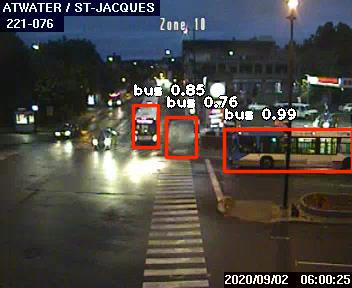 ATWATER / ST-JACQUES
221-076
Zone 10
bus 0.85
bus 0.76
bus 0.99
2020/09/02 06:00:25